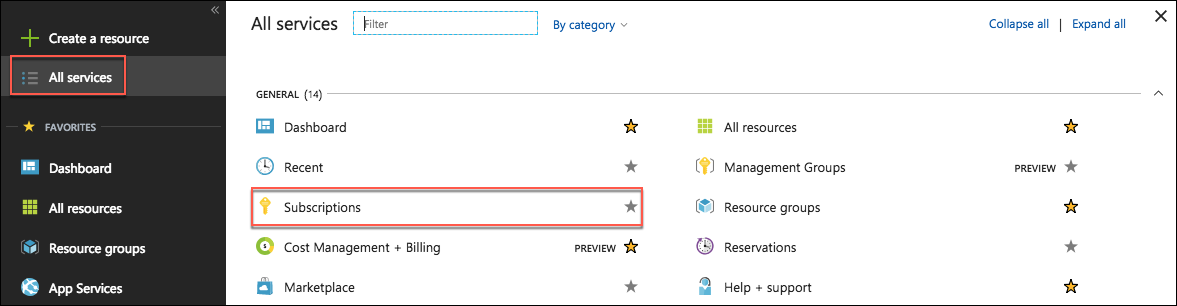 Create a resource
All services
FAVORITES
Dashboard
All resources
Resource groups
App Services
All services
Filter
By category
Collapse all | Expand all
GENERAL (14)
Dashboard
All resources
Recent
Management Groups PREVIEW
Subscriptions
Resource groups
Cost Management + Billing PREVIEW
Reservations
Marketplace
Help + support